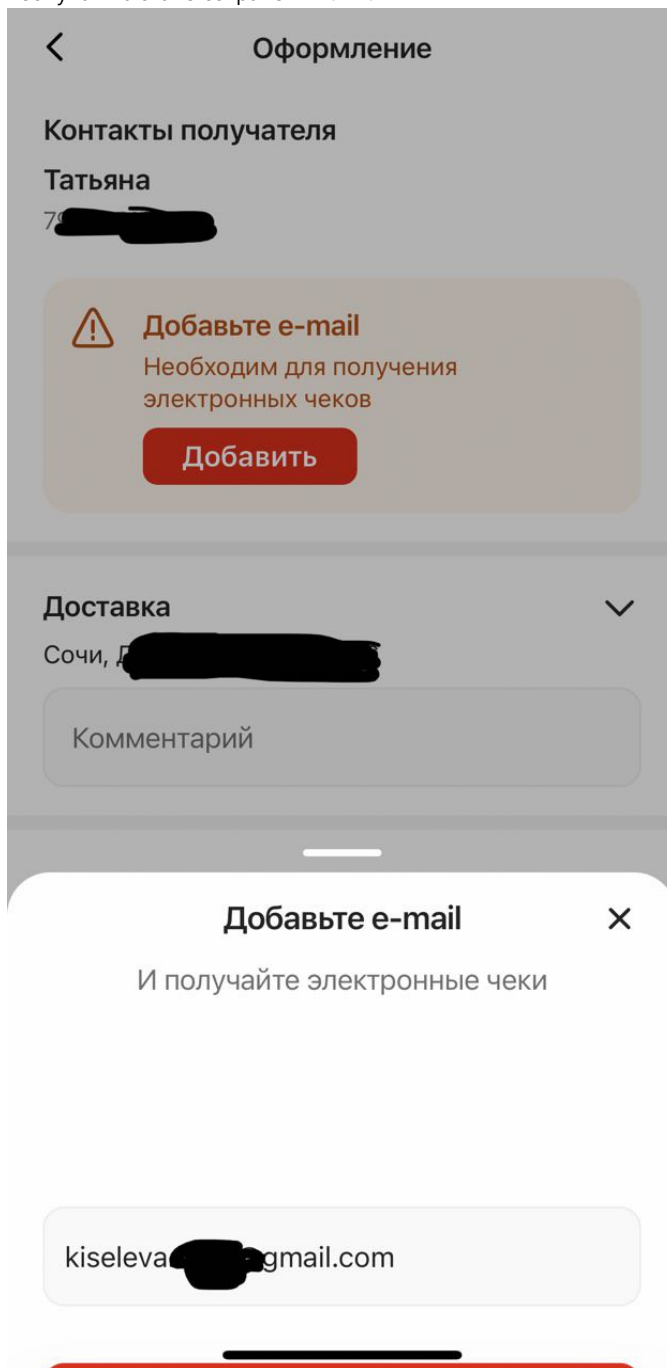 Оформление
Контакты получателя
Татьяна
Добавьте e-mail
Необходим для получения
электронных чеков
Добавить
Доставка
Сочи,
Комментарий
Добавьте e-mail
И получайте электронные чеки
kiseleva gmail.com